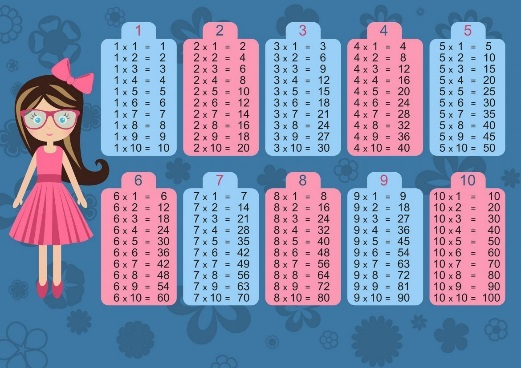 1
1 x 1 = 1
1 x 2 = 2
1 x 3 = 3
1 x 4 = 4
1 x 5 = 5
1 x 6 = 6
1 x 7 = 7
1 x 8 = 8
1 x 9 = 9
1 x 10 = 10
2
2 x 1 = 2
2 x 2 = 4
2 x 3 = 6
2 x 4 = 8
2 x 5 = 10
2 x 6 = 12
2 x 7 = 14
2 x 8 = 16
2 x 9 = 18
2 x 10 = 20
3
3 x 1 = 3
3 x 2 = 6
3 x 3 = 9
3 x 4 = 12
3 x 5 = 15
3 x 6 = 18
3 x 7 = 21
3 x 8 = 24
3 x 9 = 27
3 x 10 = 30
4
4 x 1 = 4
4 x 2 = 8
4 x 3 = 12
4 x 4 = 16
4 x 5 = 20
4 x 6 = 24
4 x 7 = 28
4 x 8 = 32
4 x 9 = 36
4 x 10 = 40
5
5 x 1 = 5
5 x 2 = 10
5 x 3 = 15
5 x 4 = 20
5 x 5 = 25
5 x 6 = 30
5 x 7 = 35
5 x 8 = 40
5 x 9 = 45
5 x 10 = 50
6
6 x 1 = 6
6 x 2 = 12
6 x 3 = 18
6 x 4 = 24
6 x 5 = 30
6 x 6 = 36
6 x 7 = 42
6 x 8 = 48
6 x 9 = 54
6 x 10 = 60
7
7 x 1 = 7
7 x 2 = 14
7 x 3 = 21
7 x 4 = 28
7 x 5 = 35
7 x 6 = 42
7 x 7 = 49
7 x 8 = 56
7 x 9 = 63
7 x 10 = 70
8
8 x 1 = 8
8 x 2 = 16
8 x 3 = 24
8 x 4 = 32
8 x 5 = 40
8 x 6 = 48
8 x 7 = 56
8 x 8 = 64
8 x 9 = 72
8 x 10 = 80
9
9 x 1 = 9
9 x 2 = 18
9 x 3 = 27
9 x 4 = 36
9 x 5 = 45
9 x 6 = 54
9 x 7 = 63
9 x 8 = 72
9 x 9 = 81
9 x 10 = 90
10
10 x 1 = 10
10 x 2 = 20
10 x 3 = 30
10 x 4 = 40
10 x 5 = 50
10 x 6 = 60
10 x 7 = 70
10 x 8 = 80
10 x 9 = 90
10 x 10 = 100